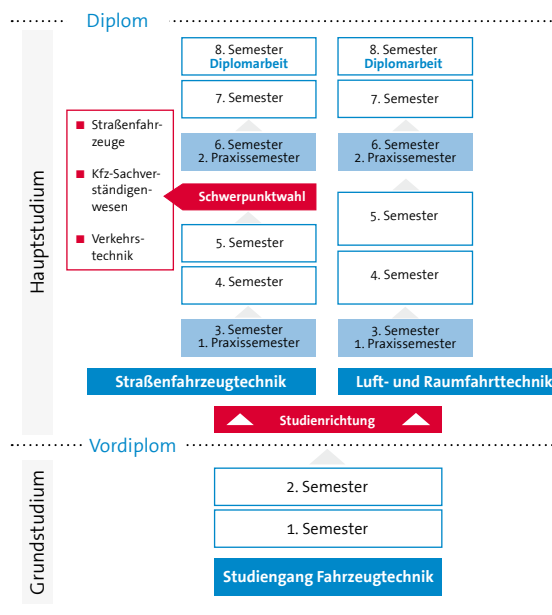 Diplom
Hauptstudium
8. Semester
Diplomarbeit
7. Semester
6. Semester
2. Praxissemester
Schwerpunktwahl
■ Straßenfahr-
zeuge
■ Kfz-Sachver-
ständigen-
wesen
■ Verkehrs-
technik
5. Semester
4. Semester
3. Semester
1. Praxissemester
Straßenfahrzeugtechnik
8. Semester
Diplomarbeit
7. Semester
6. Semester
2. Praxissemester
5. Semester
4. Semester
3. Semester
1. Praxissemester
Luft- und Raumfahrttechnik
Studienrichtung
Vordiplom
Grundstudium
2. Semester
1. Semester
Studiengang Fahrzeugtechnik